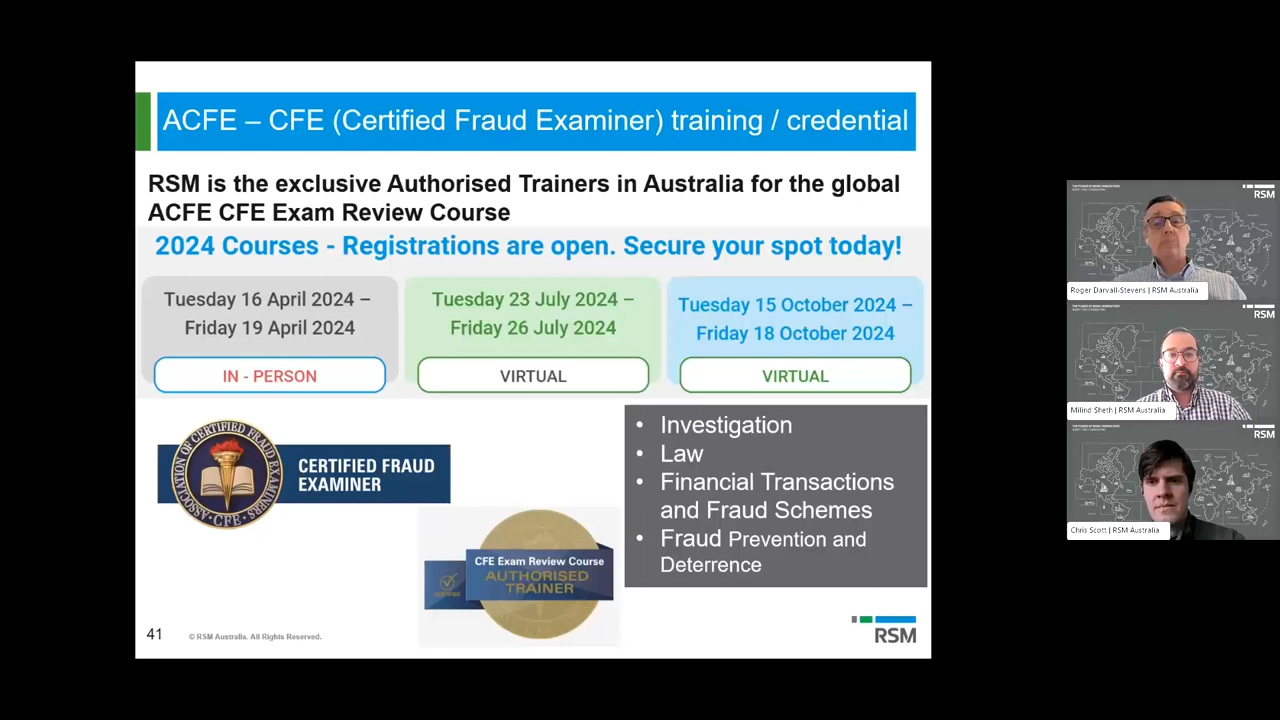 ACFE – CFE (Certified Fraud Examiner) training / credential
RSM is the exclusive Authorised Trainers in Australia for the global
ACFE CFE Exam Review Course
2024 Courses - Registrations are open. Secure your spot today!
Tuesday 16 April 2024 –
Friday 19 April 2024
IN - PERSON
Tuesday 23 July 2024 –
Friday 26 July 2024
VIRTUAL
Tuesday 15 October 2024 –
Friday 18 October 2024
VIRTUAL
ASSOCIATION OF CERTIFIED FRAUD EXAMINERS
CFE
CERTIFIED FRAUD
EXAMINER
CFE Exam Review Course
AUTHORISED
TRAINER
• Investigation
• Law
• Financial Transactions
and Fraud Schemes
• Fraud Prevention and
Deterrence
41
© RSM Australia. All Rights Reserved.
RSM
RSM
Roger Darvall-Stevens | RSM Australia
RSM
Milind Sheth | RSM Australia
RSM
Chris Scott | RSM Australia